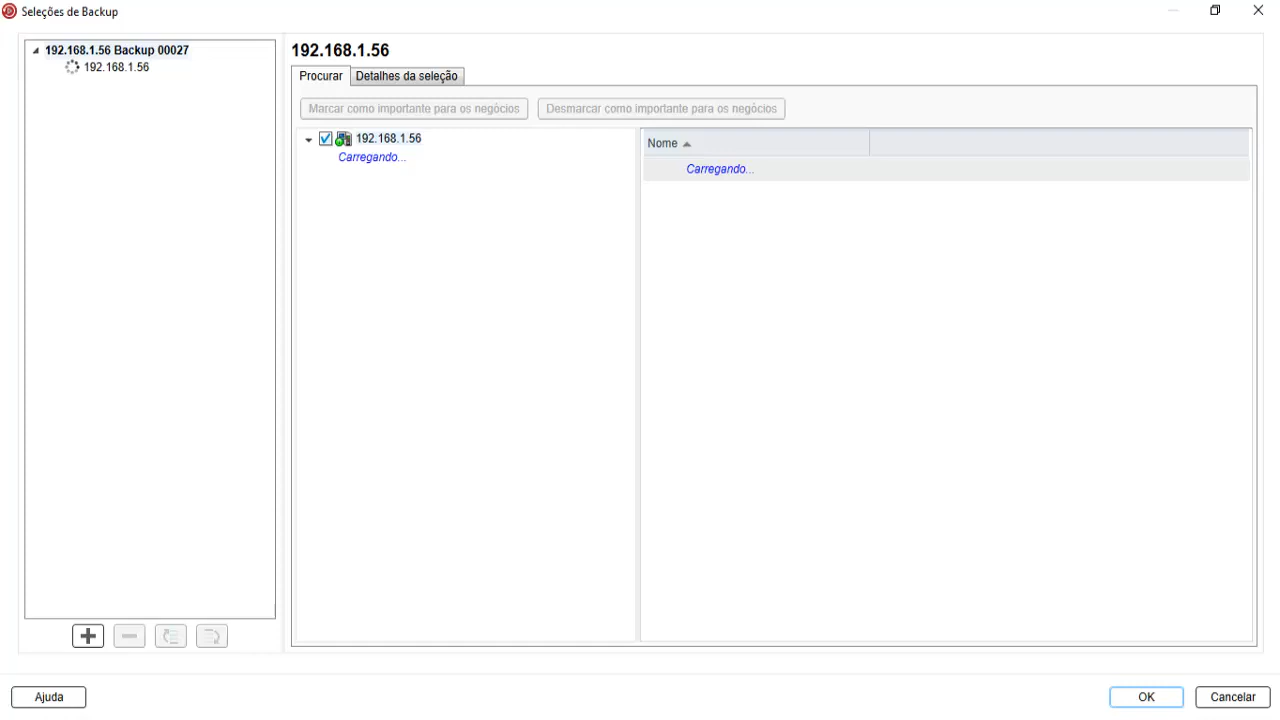 Seleções de Backup
192.168.1.56 Backup 00027
192.168.1.56
192.168.1.56
Procurar
Detalhes da seleção
Marcar como importante para os negócios
Desmarcar como importante para os negócios
192.168.1.56
Carregando...
Nome
Carregando...
Ajuda
OK
Cancelar